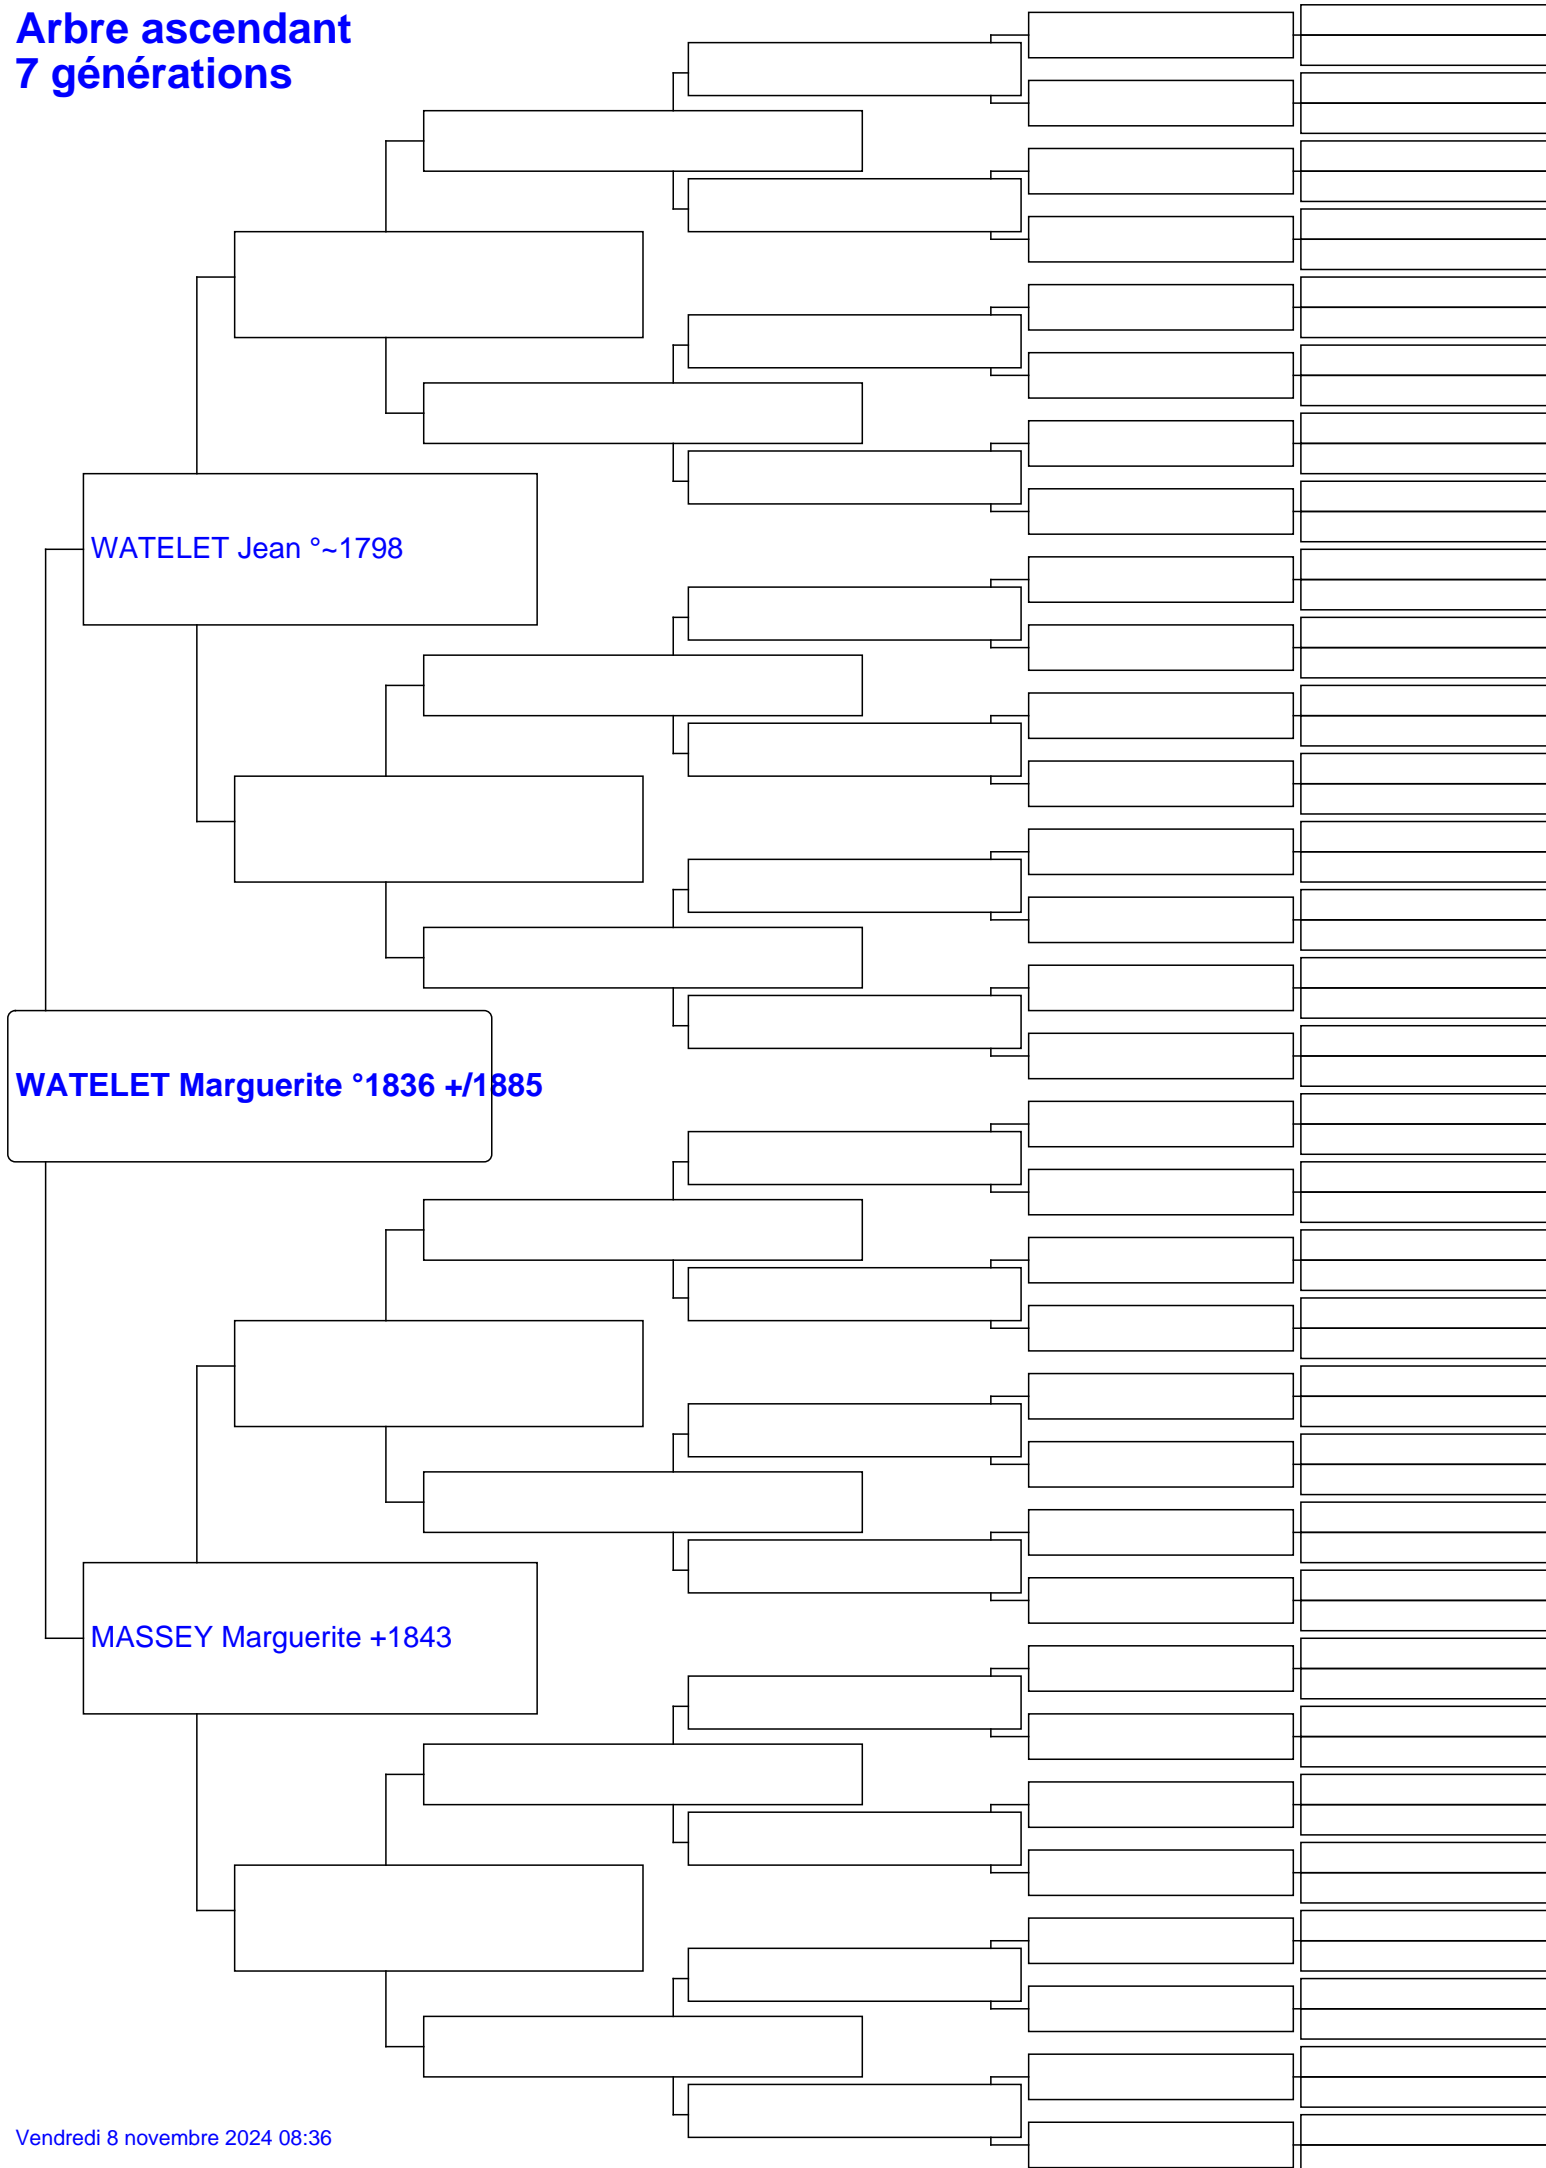 Arbre ascendant
7 générations
WATELET Jean °~1798
WATELET Marguerite °1836 +/1885
MASSEY Marguerite +1843
Vendredi 8 novembre 2024 08:36